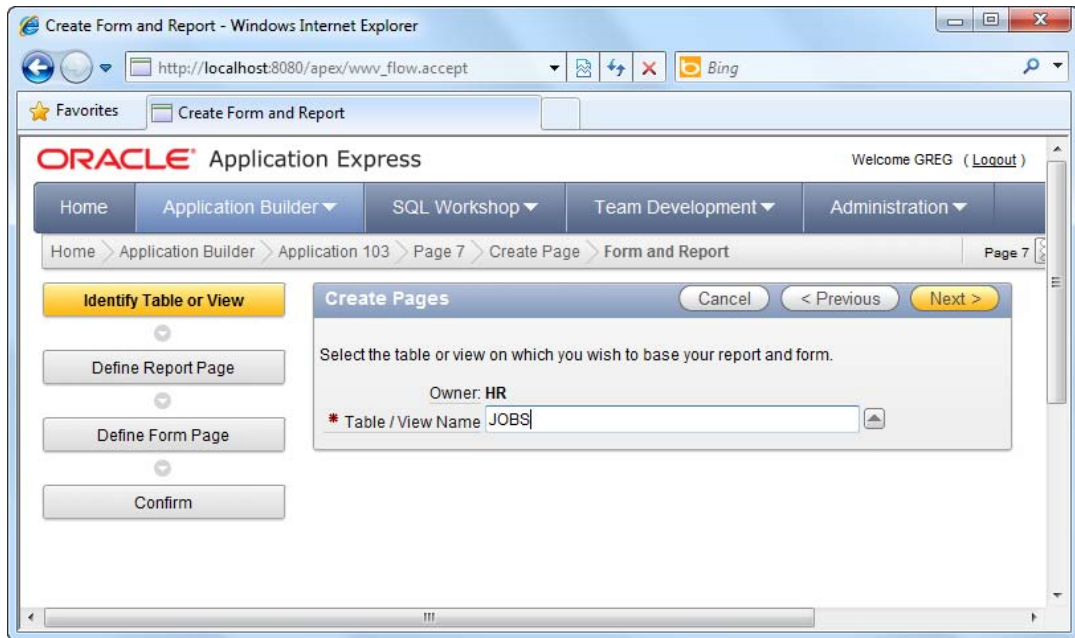 Create Form and Report - Windows Internet Explorer
http://localhost:8080/apex/wwv_flow.accept
Bing
Favorites
Create Form and Report
ORACLE Application Express
Welcome GREG ( Logout )
Home Application Builder SQL Workshop Team Development Administration
Home Application Builder Application 103 Page 7 Create Page Form and Report Page 7
Identify Table or View
Define Report Page
Define Form Page
Confirm
Create Pages Cancel < Previous Next >
Select the table or view on which you wish to base your report and form.
Owner: HR
* Table / View Name JOBS